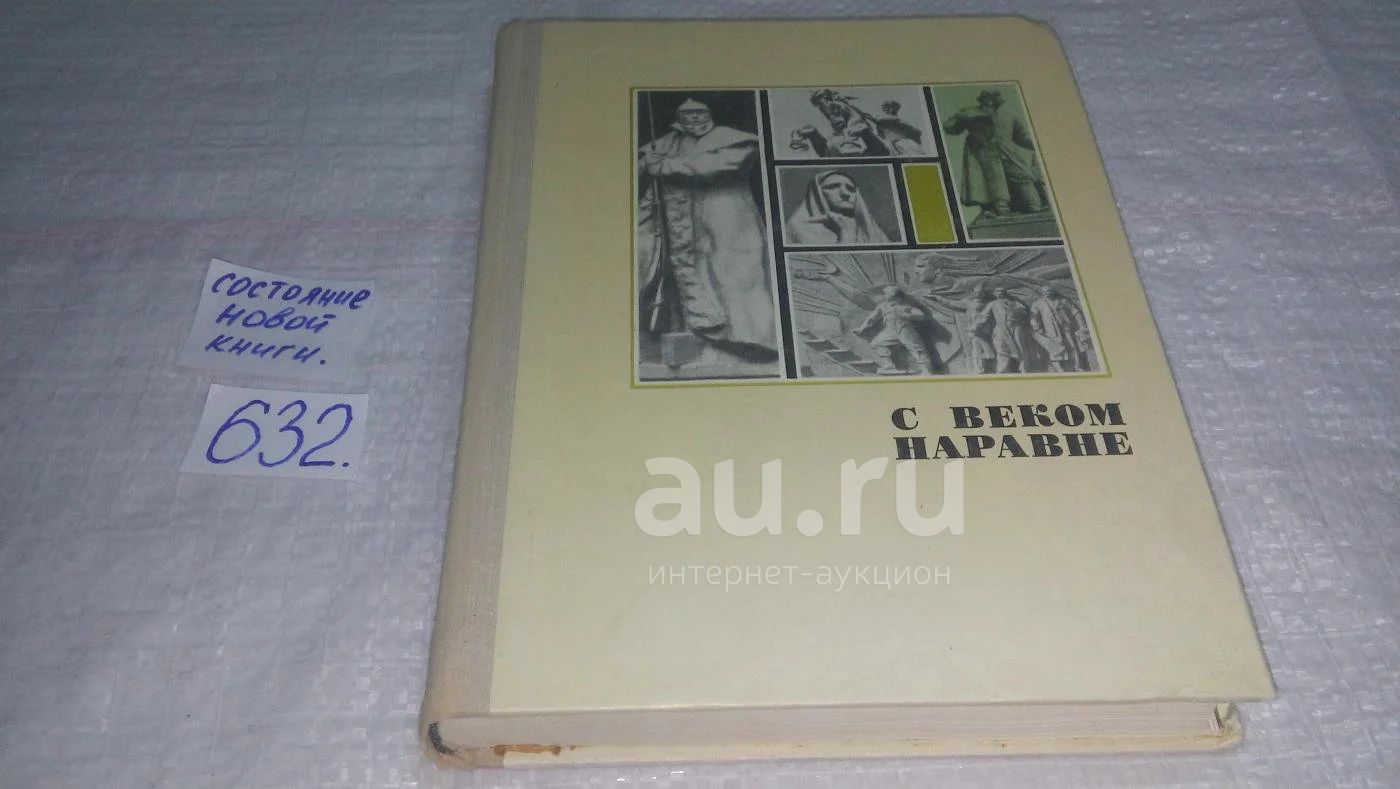 состояние
новой
книги.
632.
С ВЕКОМ
НАРАВНЕ
au.ru
интернет-аукцион